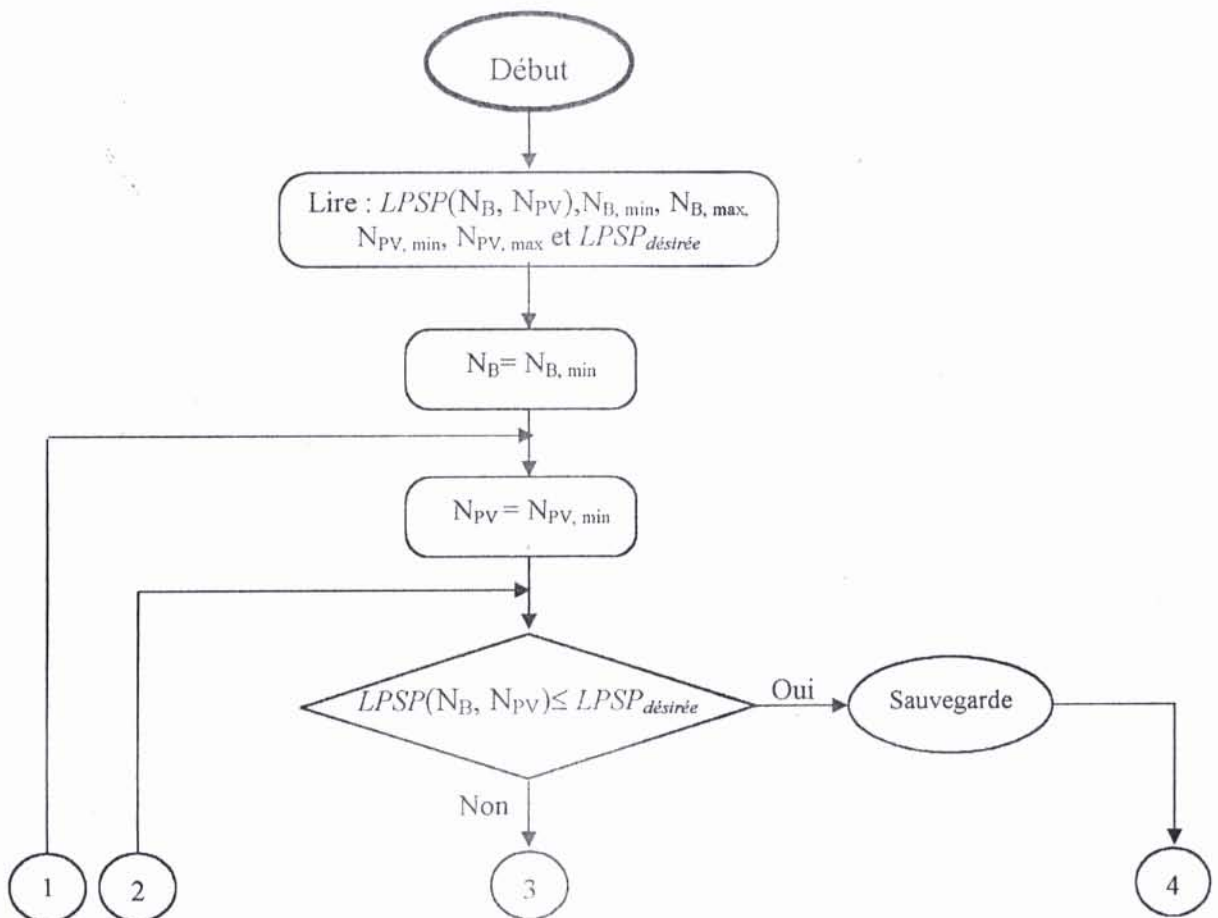 Début
Lire : LPSP(N_B, N_PV),N_B, min, N_B, max,
N_PV, min, N_PV, max et LPSP_désirée
N_B= N_B, min
N_PV= N_PV, min
LPSP(N_B, N_PV)≤ LPSP_désirée
Oui
Sauvegarde
Non
1
2
3
4